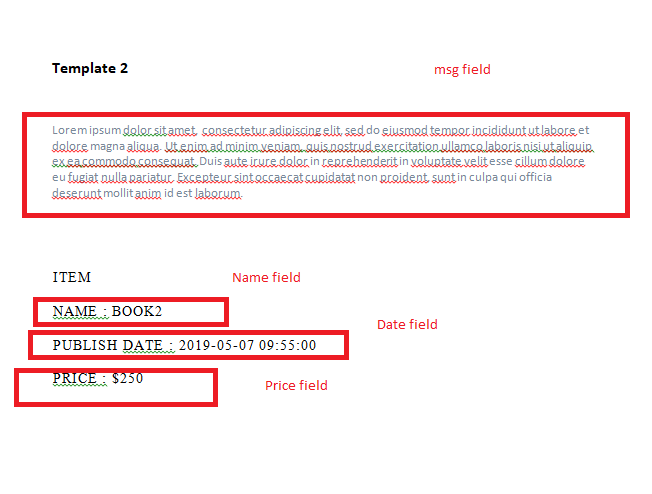 Template 2
msg field
Lorem ipsum dolor sit amet, consectetur adipiscing elit, sed do eiusmod tempor incididunt ut labore et
dolore magna aliqua. Ut enim ad minim veniam, quis nostrud exercitation ullamco laboris nisi ut aliquip
ex ea commodo consequat. Duis aute irure dolor in reprehenderit in voluptate velit esse cillum dolore
eu fugiat nulla pariatur. Excepteur sint occaecat cupidatat non proident, sunt in culpa qui officia
deserunt mollit anim id est laborum.
ITEM
Name field
NAME : BOOK2
Date field
PUBLISH DATE : 2019-05-07 09:55:00
PRICE : $250
Price field